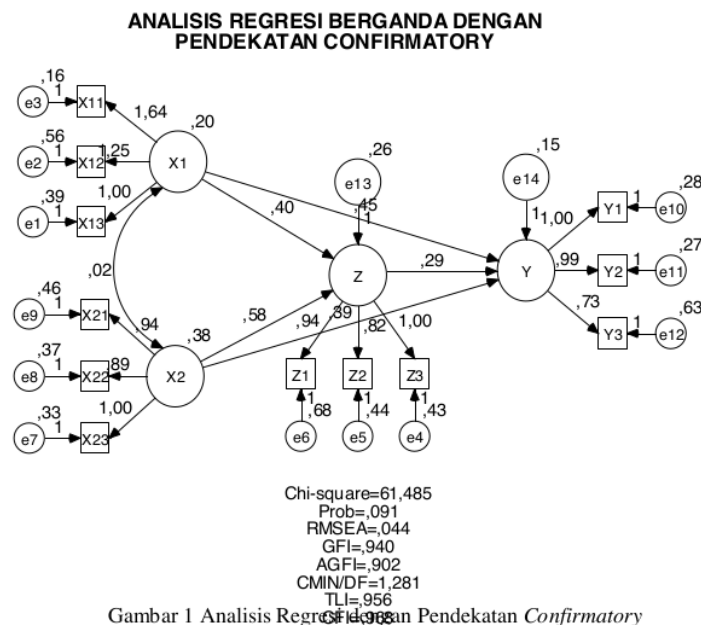 ANALISIS REGRESI BERGANDA DENGAN
PENDEKATAN CONFIRMATORY
,16
e3
1
X11
1,64
,20
,56
e2
1
X12
1,25
X1
,39
e1
1
X13
1,00
,02
,26
e13
1
,15
e14
1
,40
,45
1,00
Y1
1
,28
e10
Z
,29
Y
,99
Y2
1
,27
e11
,73
Y3
1
,63
e12
,46
e9
1
X21
,94
,38
,58
,39
,37
e8
1
X22
,89
X2
,33
e7
1
X23
1,00
,94
,82
1,00
Z1
Z2
Z3
1
,68
1
,44
1
,43
e6
e5
e4
Chi-square=61,485
Prob=,091
RMSEA=,044
GFI=,940
AGFI=,902
CMIN/DF=1,281
TLI=,956
CFI=,968
Gambar 1 Analisis Regresi dengan Pendekatan Confirmatory